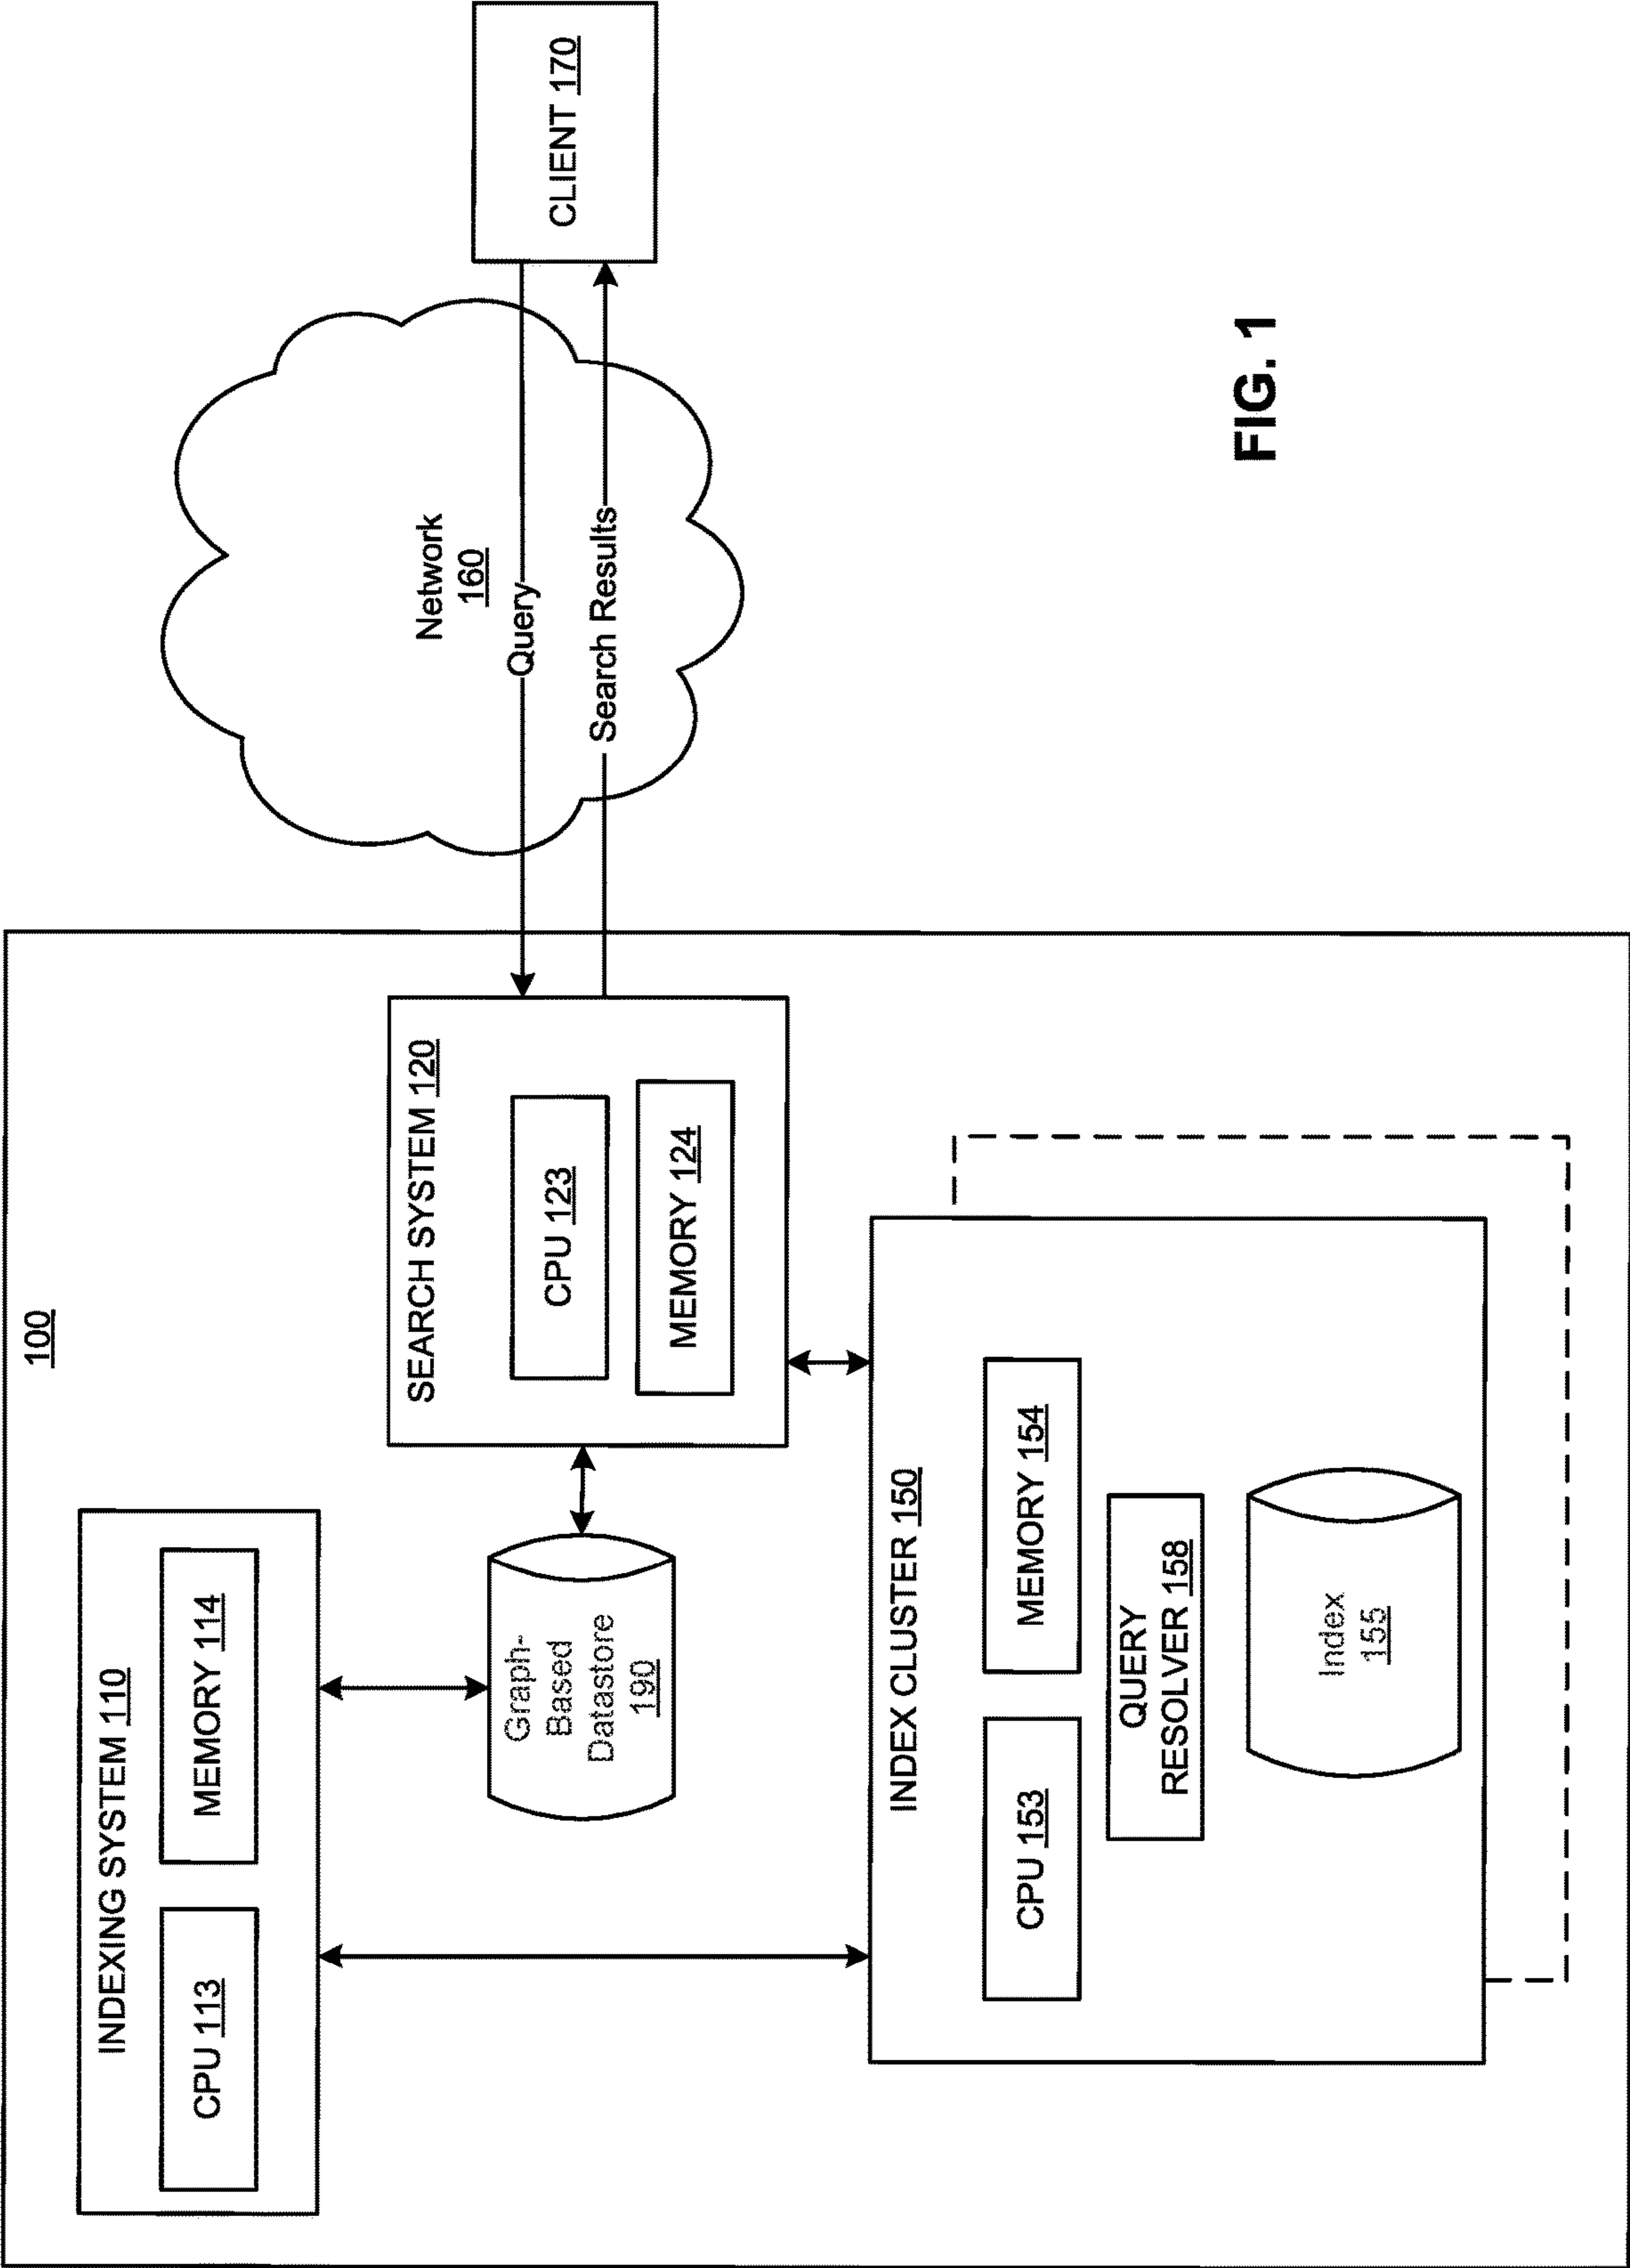 100
INDEXING SYSTEM 110
CPU 113
MEMORY 114
Graph-
Based
Datastore
190
SEARCH SYSTEM 120
CPU 123
MEMORY 124
INDEX CLUSTER 150
CPU 153
MEMORY 154
QUERY
RESOLVER 158
Index
155
Network
160
Query
Search Results
CLIENT 170
FIG. 1